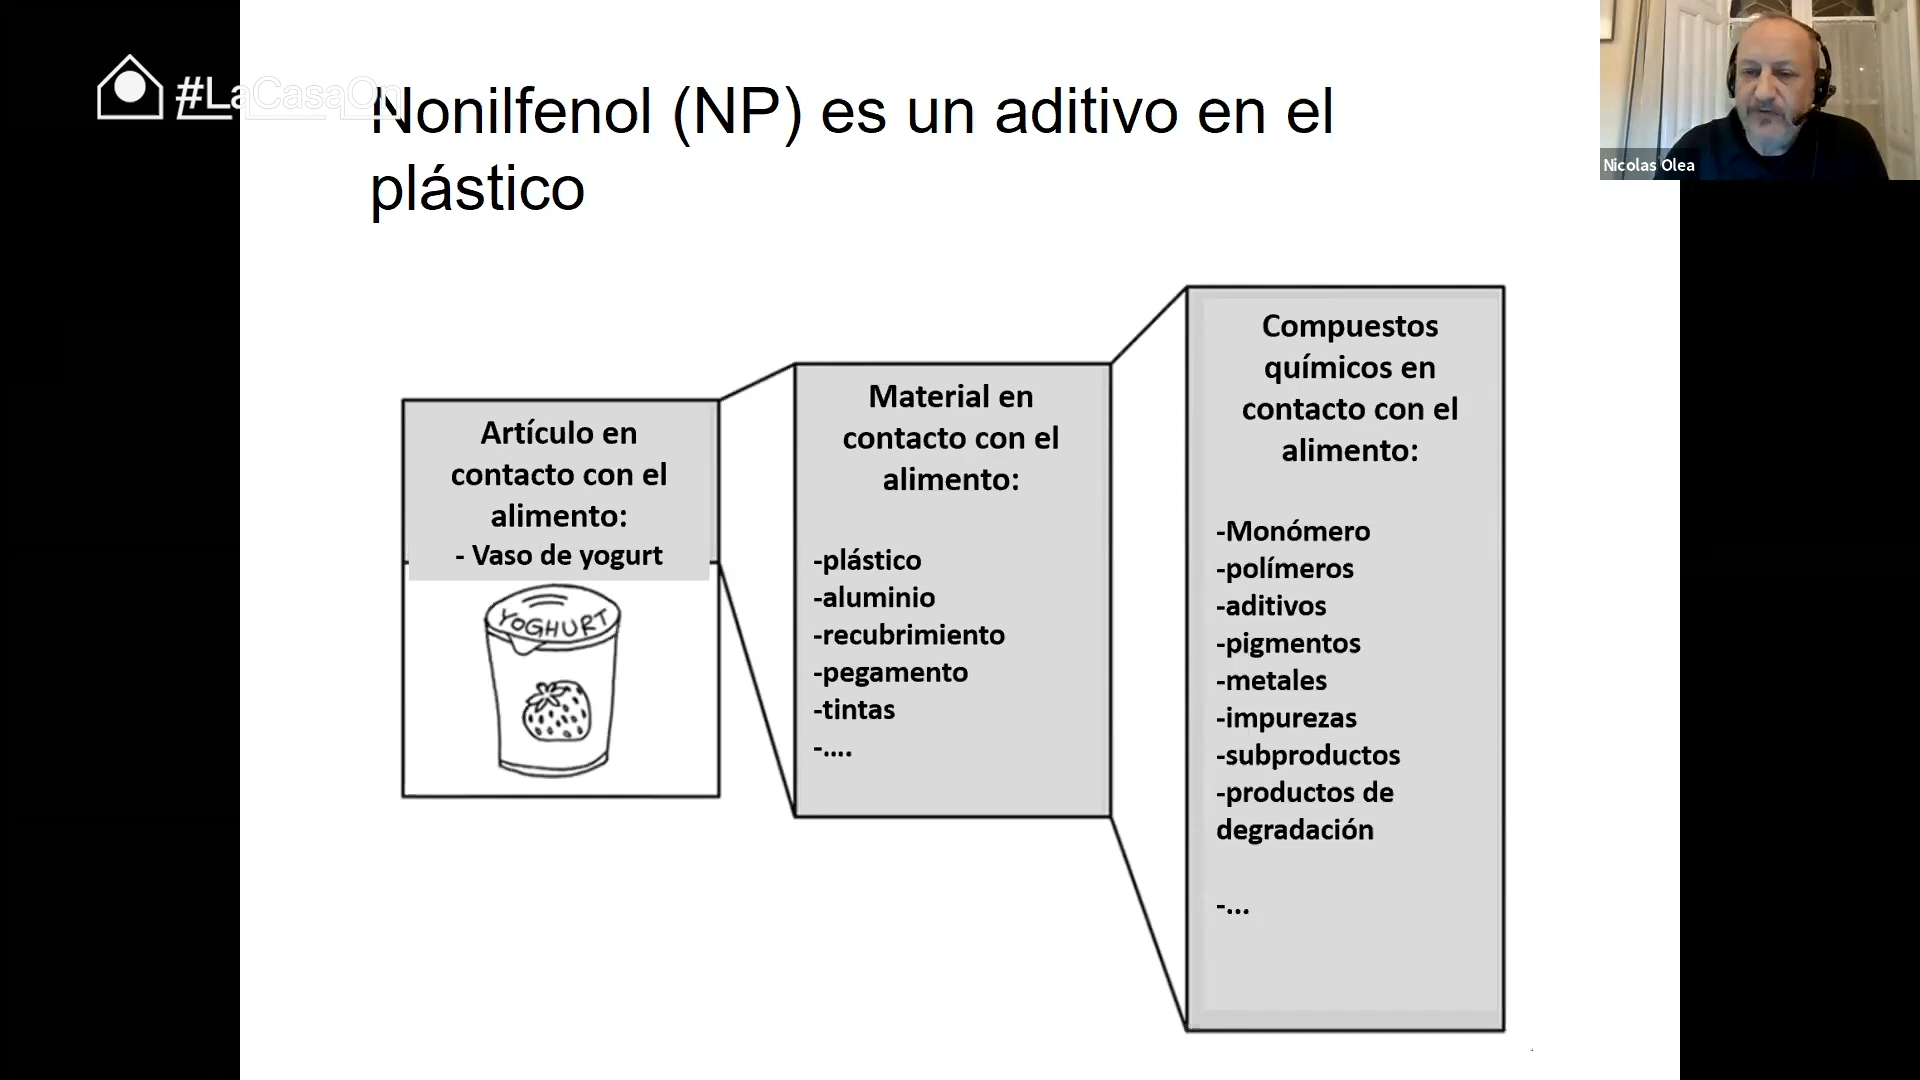 #LaCasaOn
Nonilfenol (NP) es un aditivo en el
plástico
Nicolas Olea
Artículo en
contacto con el
alimento:
- Vaso de yogurt
YOGHURT
Material en
contacto con el
alimento:
-plástico
-aluminio
-recubrimiento
-pegamento
-tintas
-....
Compuestos
químicos en
contacto con el
alimento:
-Monómero
-polímeros
-aditivos
-pigmentos
-metales
-impurezas
-subproductos
-productos de
degradación
-...